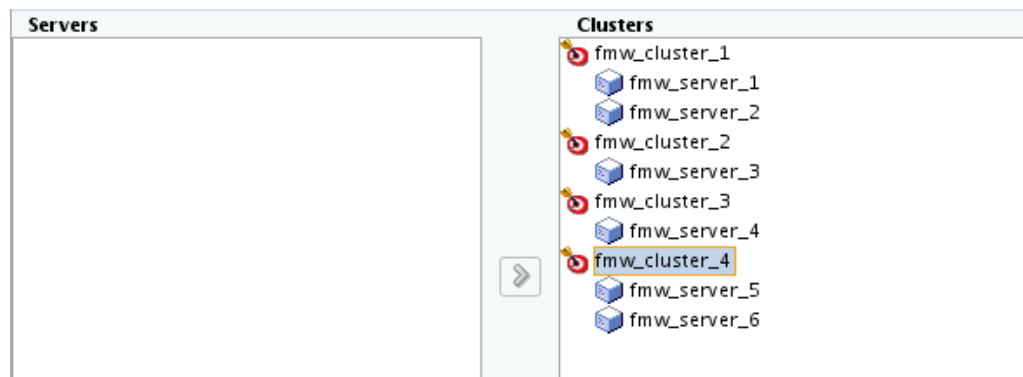 Servers
Clusters
fmw_cluster_1
fmw_server_1
fmw_server_2
fmw_cluster_2
fmw_server_3
fmw_cluster_3
fmw_server_4
fmw_cluster_4
fmw_server_5
fmw_server_6